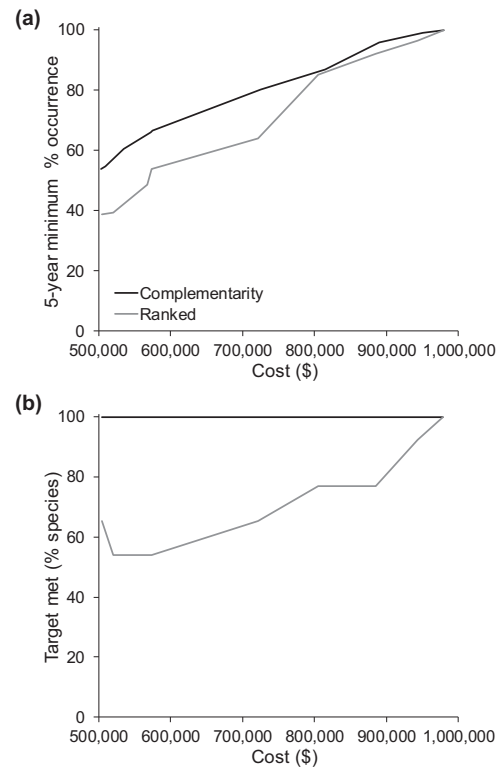 (a)
100
80
60
40
20
0
5-year minimum % occurrence
Complementarity
Ranked
500,000 600,000 700,000 800,000 900,000 1,000,000
Cost ($)
(b)
100
80
60
40
20
0
Target met (% species)
500,000 600,000 700,000 800,000 900,000 1,000,000
Cost ($)